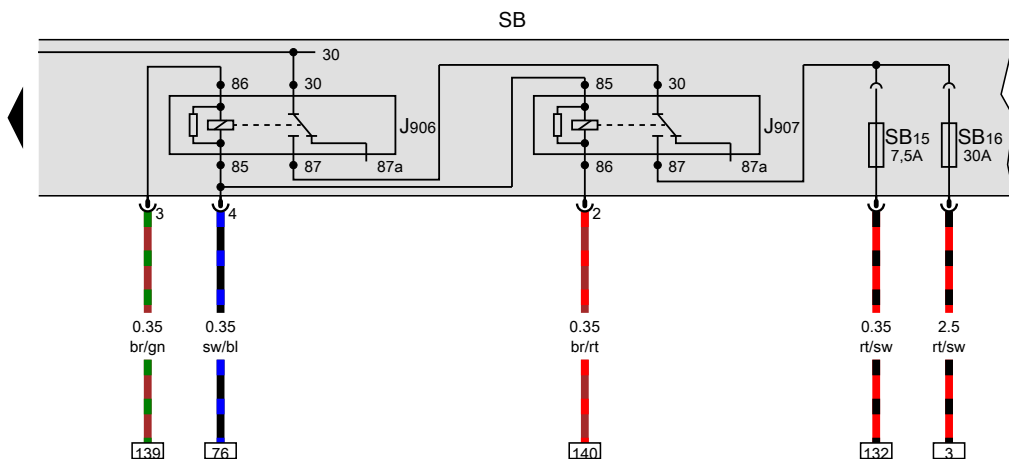 SB
30
86 30 85 30
J906 J907 SB15 SB16
7,5A 30A
85 87 87a 86 87 87a
3 4 2
0.35 0.35 0.35 0.35 2.5
br/gn sw/bl br/rt rt/sw rt/sw
139 76 140 132 3